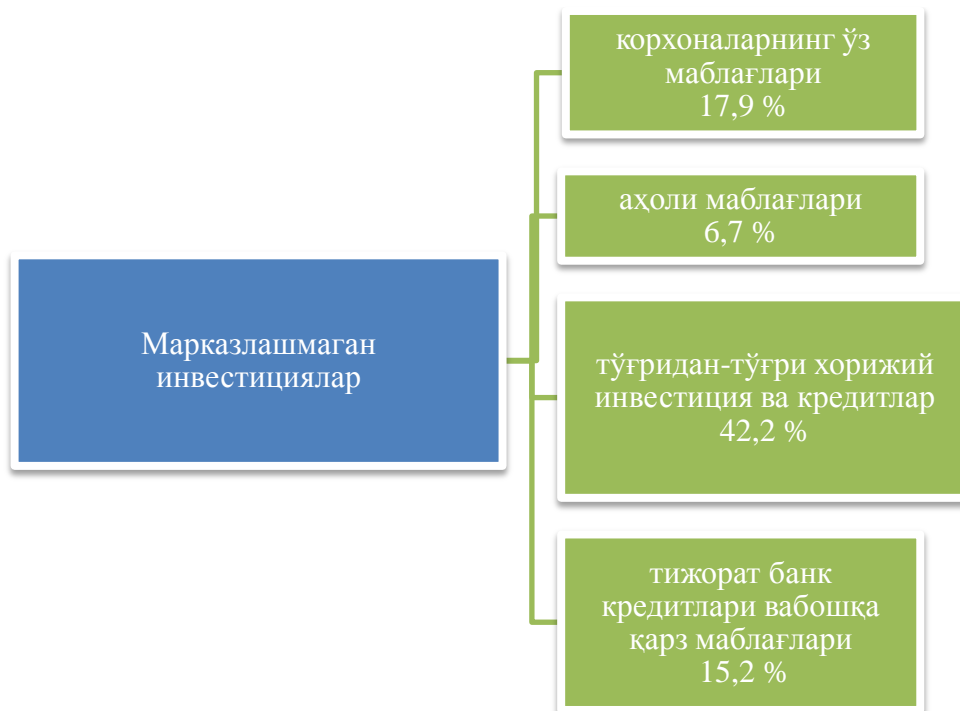 корхоналарнинг ўз
маблағлари
17,9 %
аҳоли маблағлари
6,7 %
Марказлашмаган
инвестициялар
тўғридан-тўғри хорижий
инвестиция ва кредитлар
42,2 %
тижорат банк
кредитлари вабошқа
қарз маблағлари
15,2 %